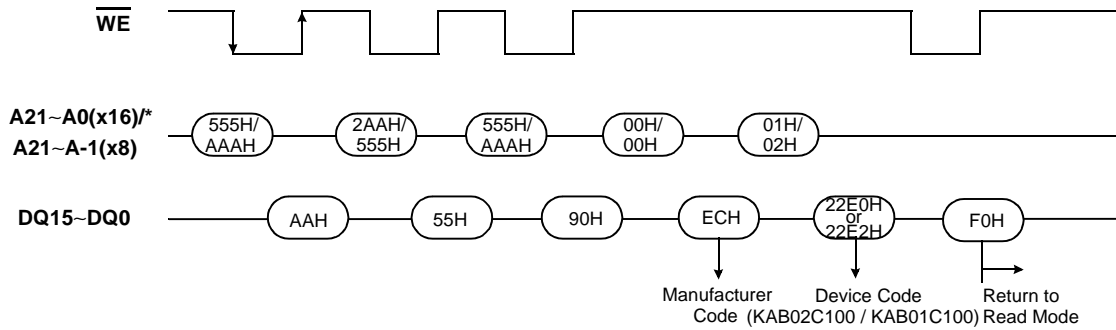 WE
A21~A0(x16)/*
A21~A-1(x8)
555H/
AAAH
2AAH/
555H
555H/
AAAH
00H/
00H
01H/
02H
DQ15~DQ0
AAH
55H
90H
ECH
22E0H
or
22E2H
F0H
Manufacturer
Code
Device Code
(KAB02C100 / KAB01C100)
Return to
Read Mode